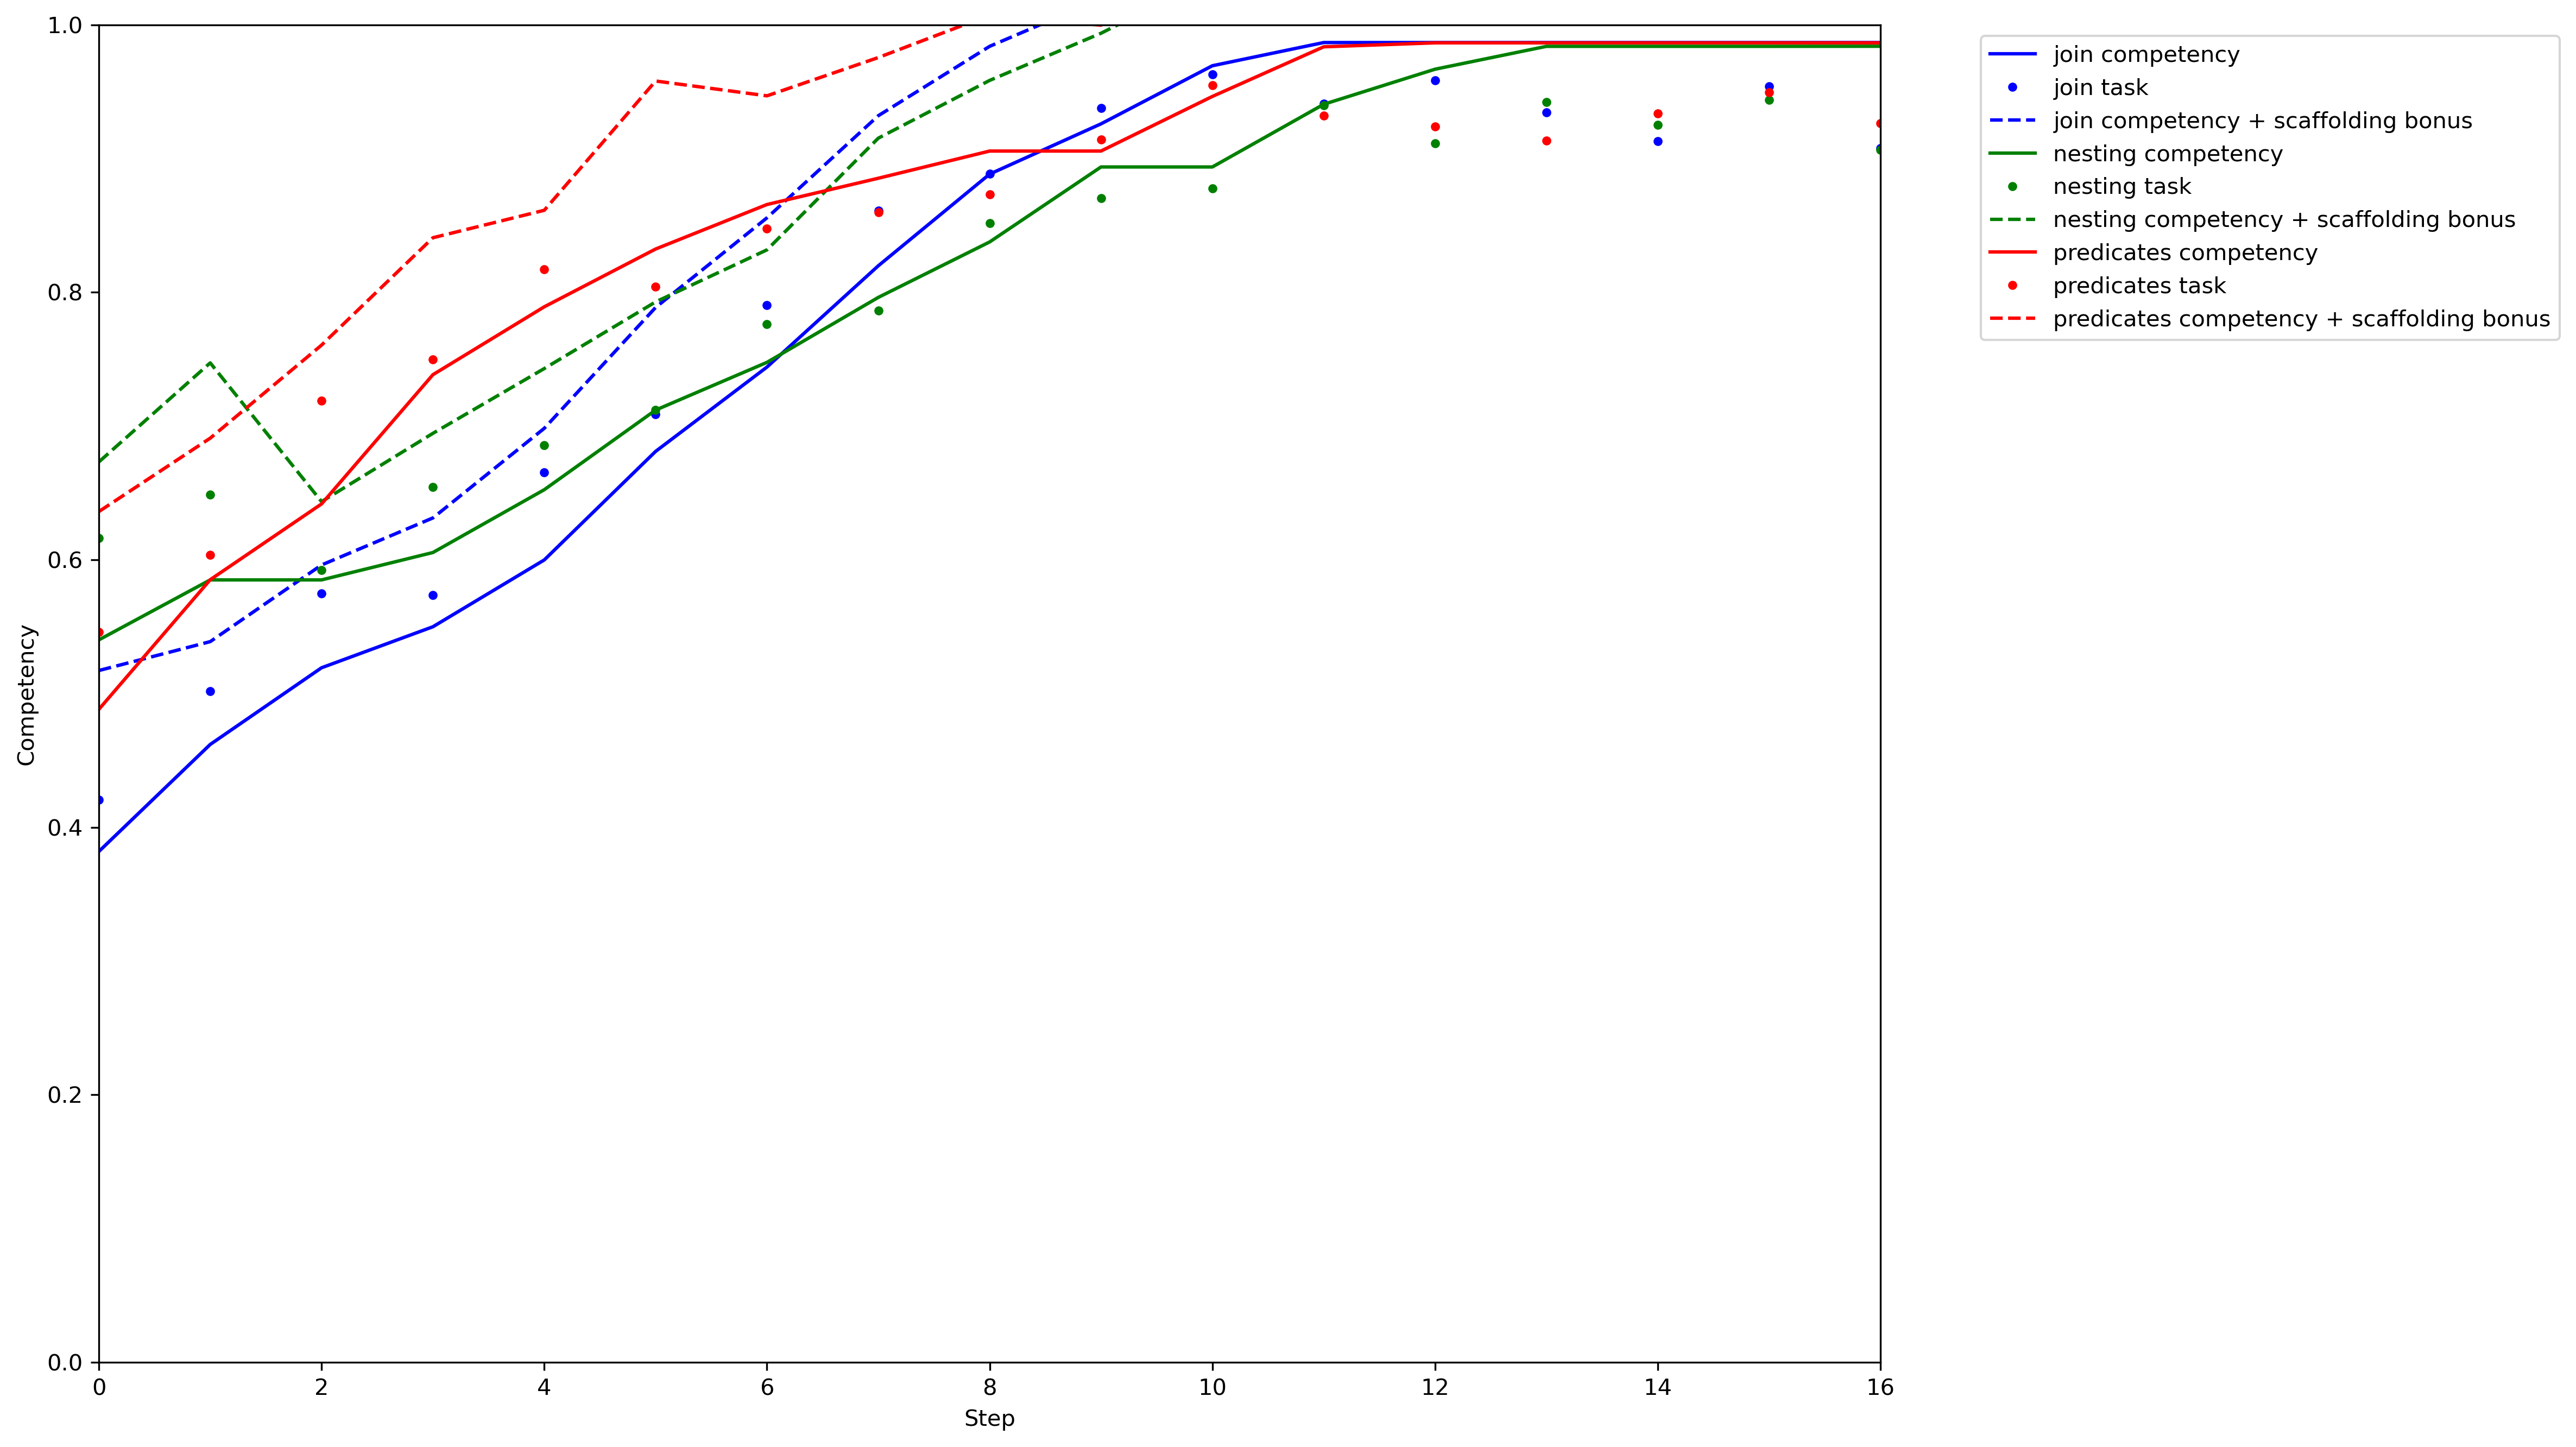 1.0
0.8
0.6
0.4
0.2
0.0
Competency
0 2 4 6 8 10 12 14 16
Step
join competency
join task
join competency + scaffolding bonus
nesting competency
nesting task
nesting competency + scaffolding bonus
predicates competency
predicates task
predicates competency + scaffolding bonus